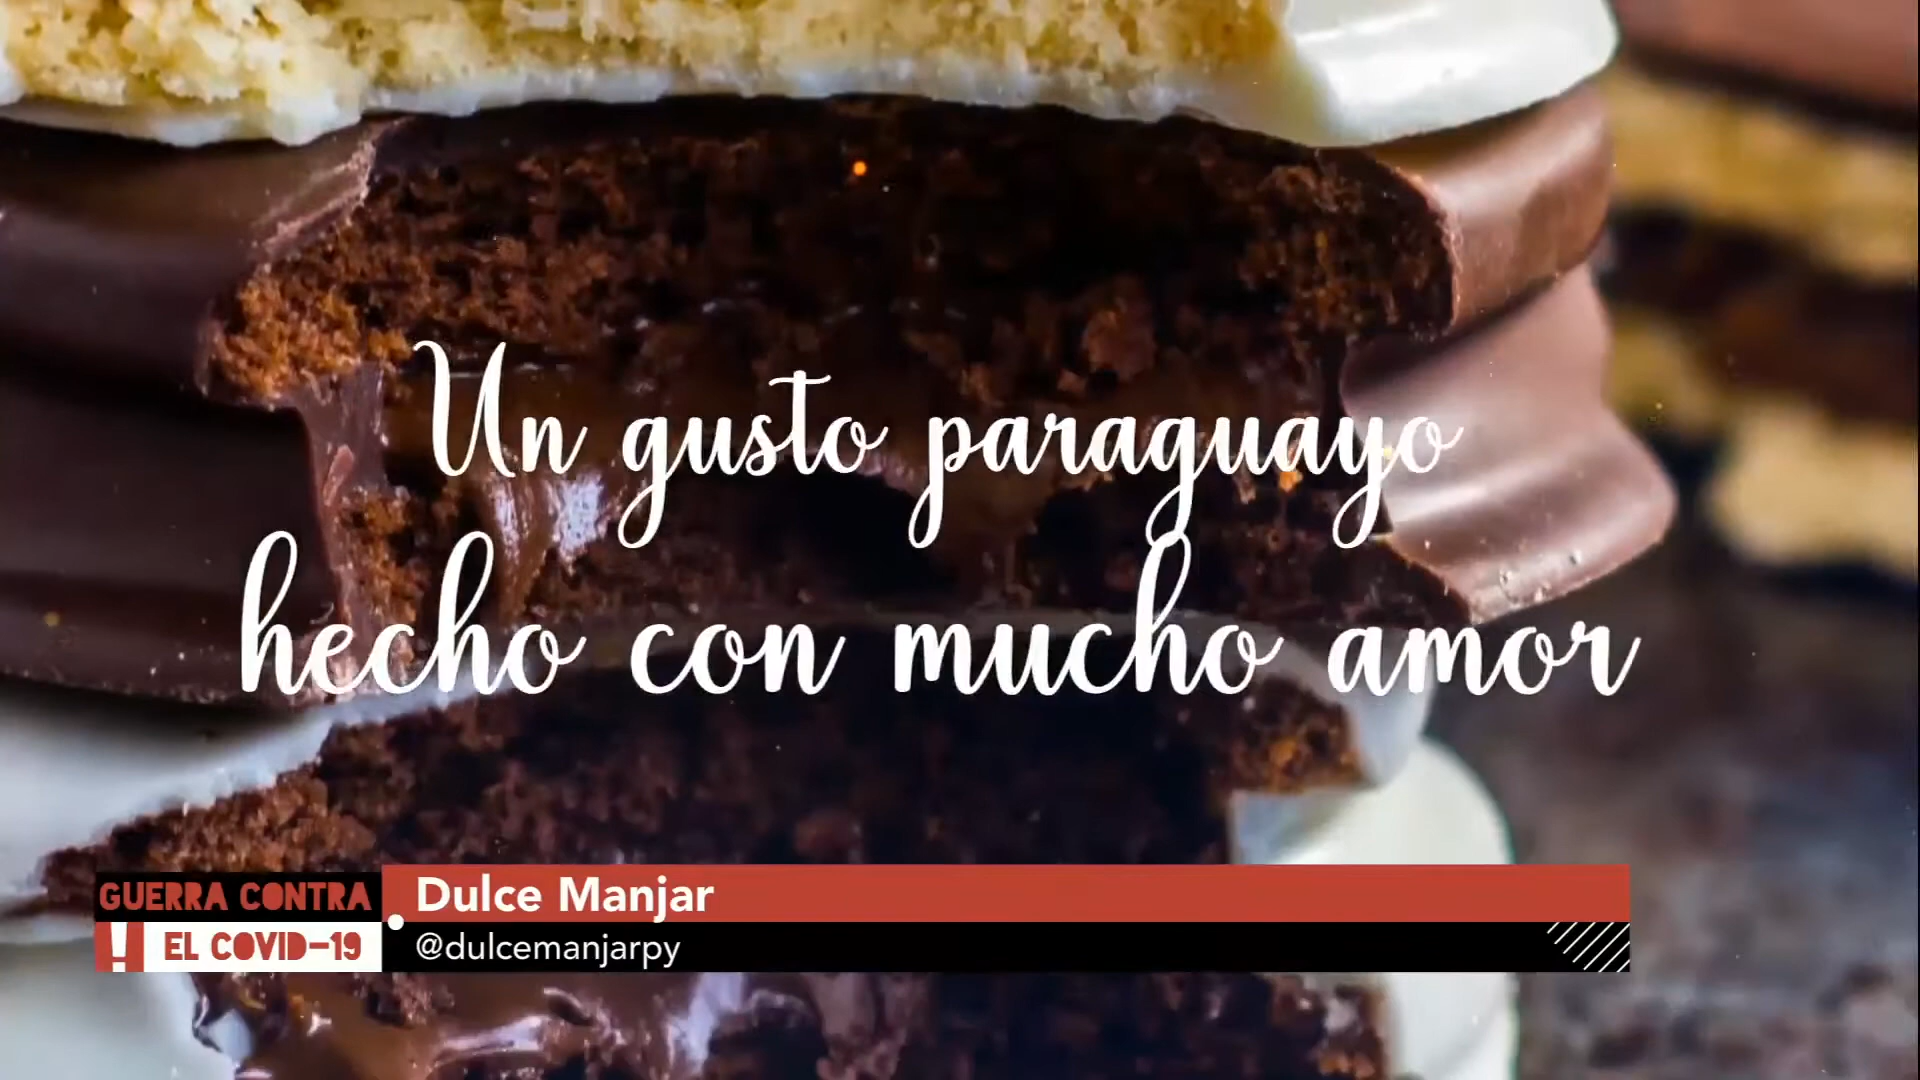 Un gusto paraguayo
hecho con mucho amor
GUERRA CONTRA
! EL COVID-19
Dulce Manjar
@dulcemanjarpy